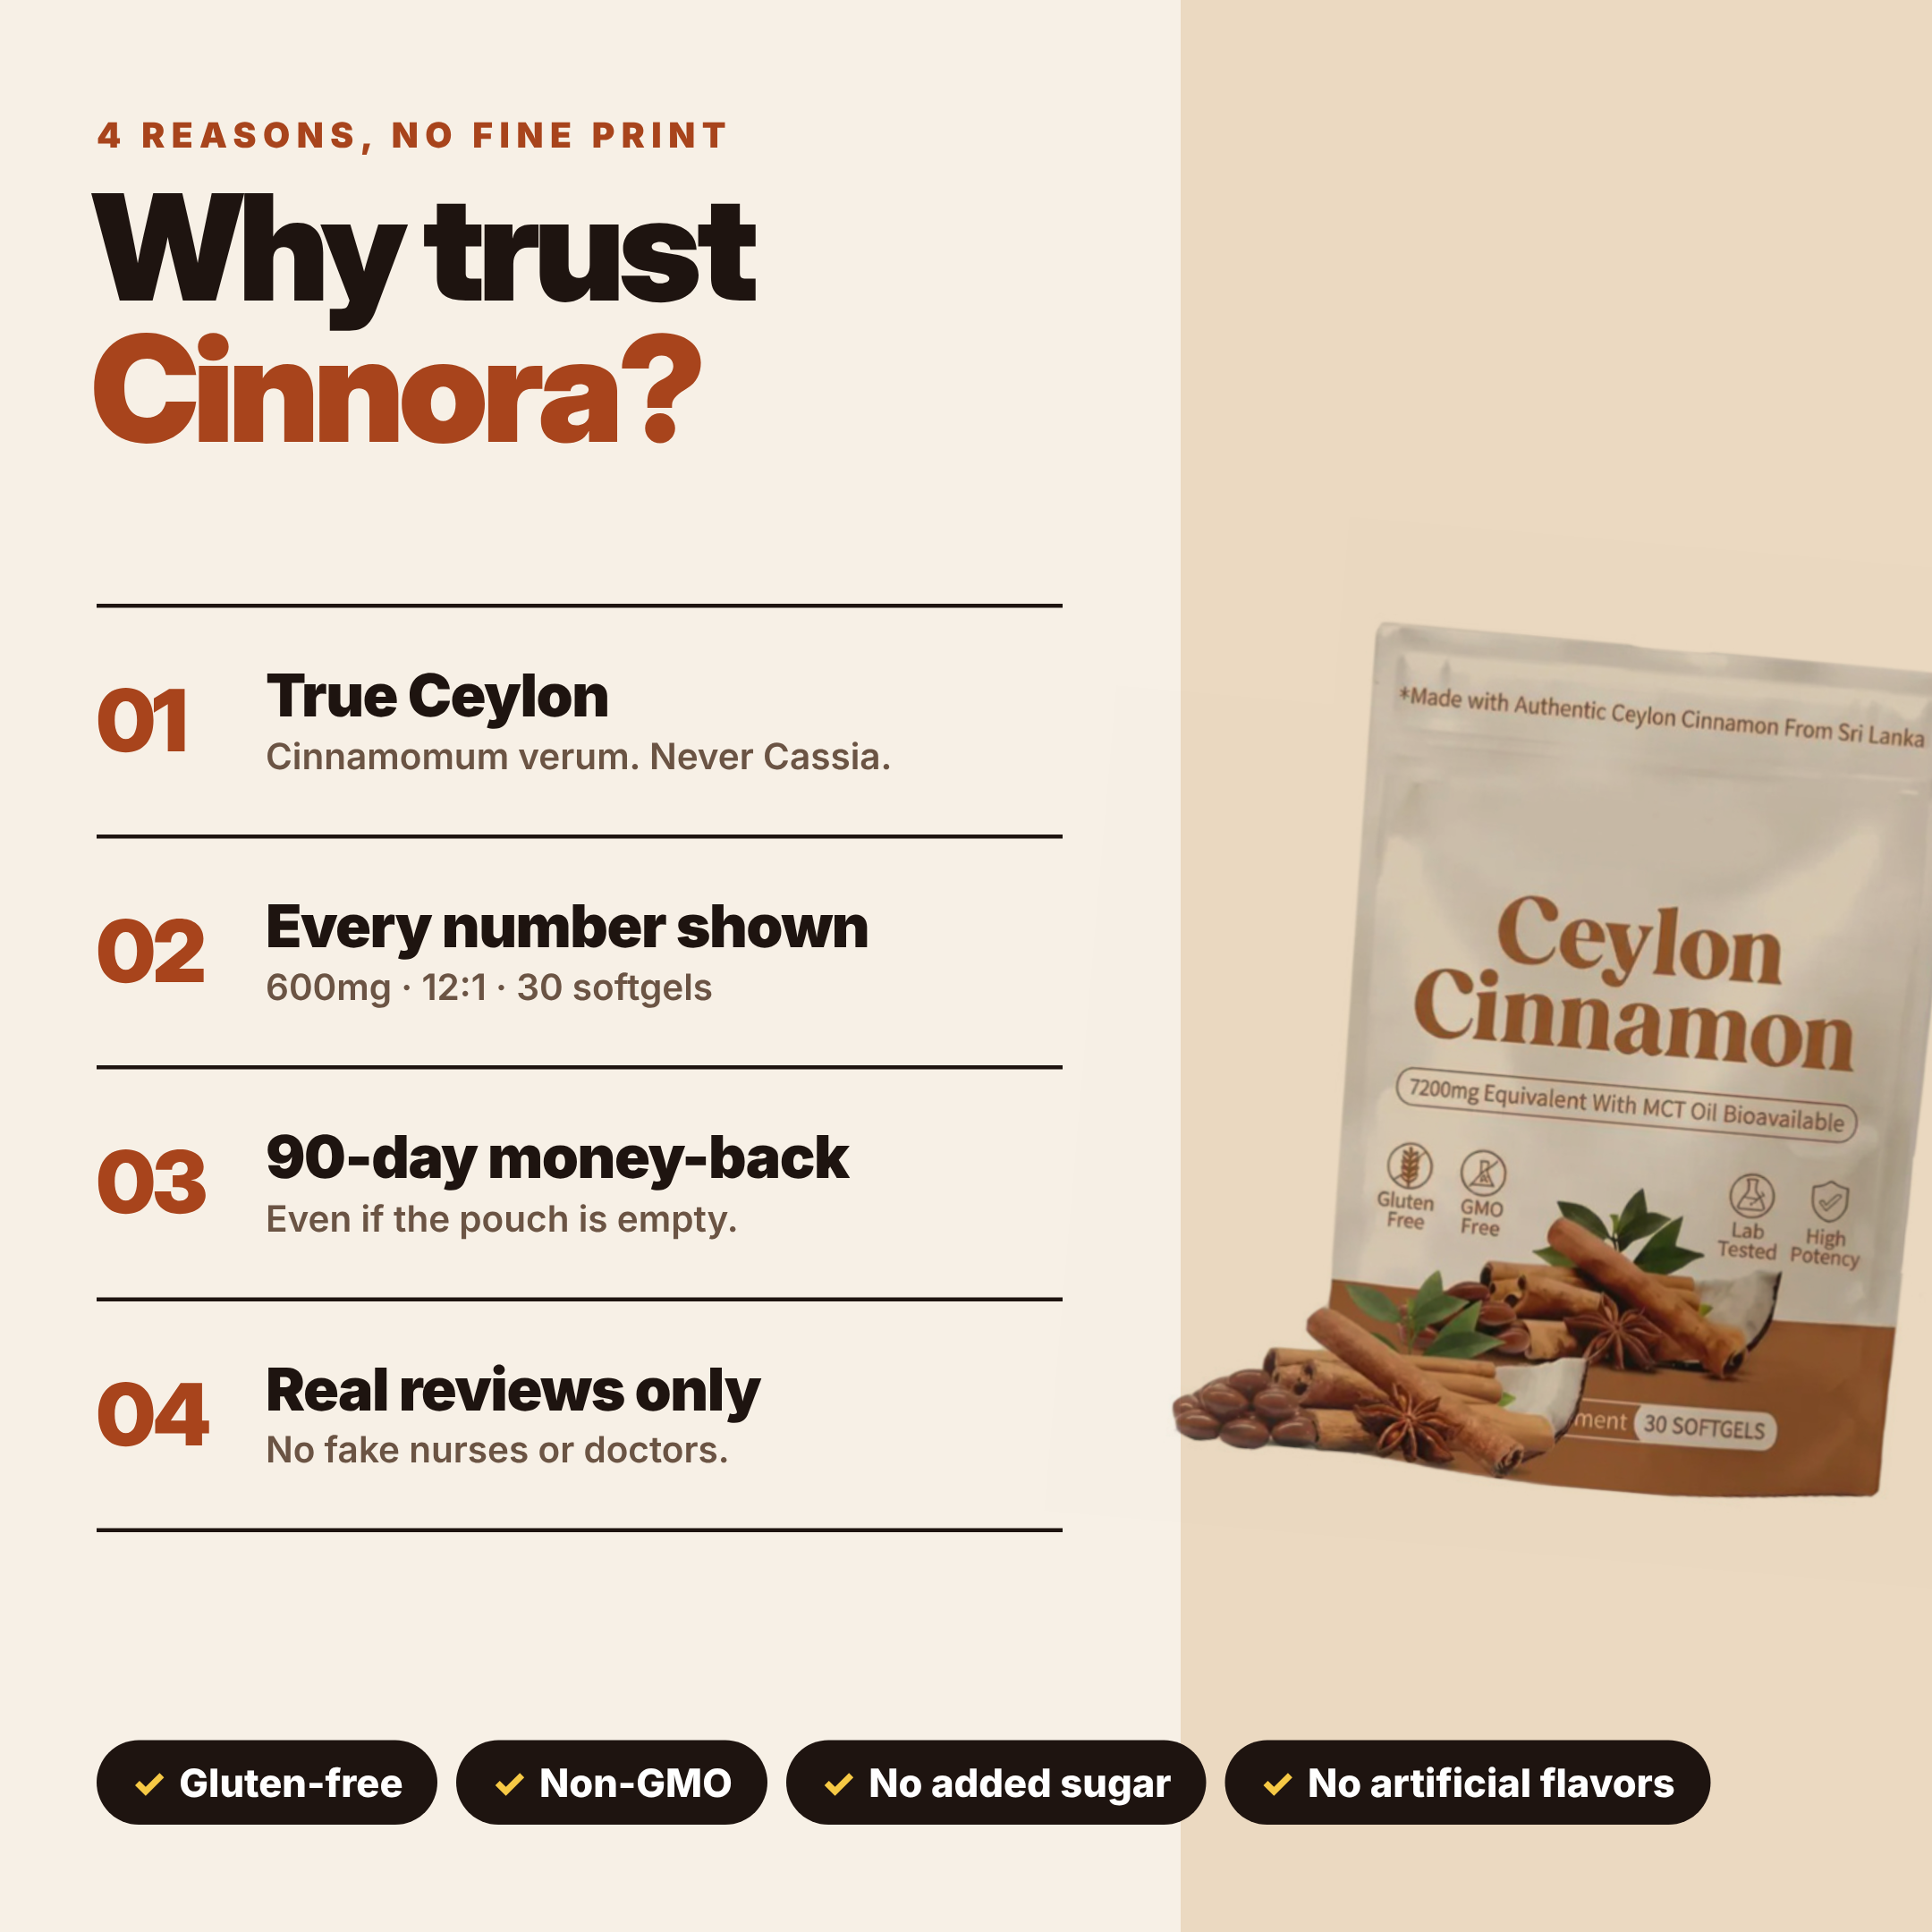 4 REASONS, NO FINE PRINT
Why trust
Cinnora?
01
True Ceylon
Cinnamomum verum. Never Cassia.
02
Every number shown
600mg · 12:1 · 30 softgels
03
90-day money-back
Even if the pouch is empty.
04
Real reviews only
No fake nurses or doctors.
*Made with Authentic Ceylon Cinnamon From Sri Lanka
Ceylon
Cinnamon
7200mg Equivalent With MCT Oil Bioavailable
Gluten
Free
GMO
Free
Lab
Tested
High
Potency
ment 30 SOFTGELS
✓ Gluten-free
✓ Non-GMO
✓ No added sugar
✓ No artificial flavors